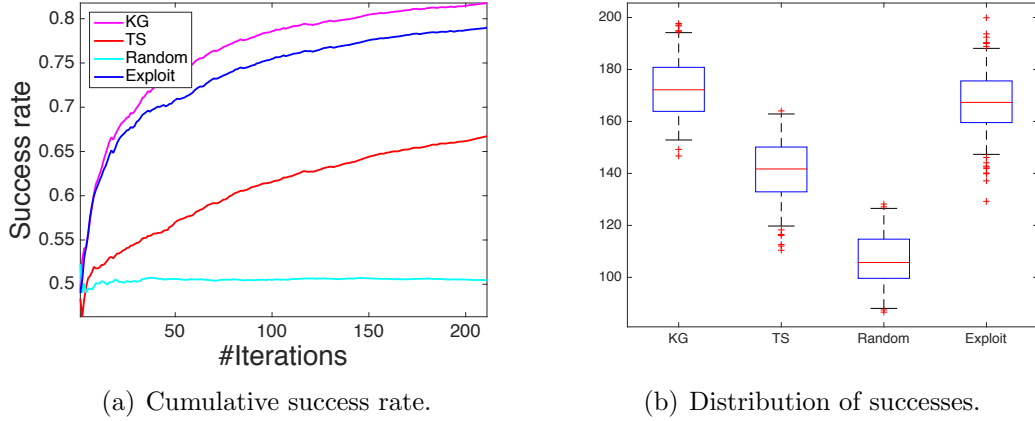 0.8
0.75
0.7
0.65
0.6
0.55
0.5
Success rate
KG
TS
Random
Exploit
50
100
150
200
#Iterations
200
180
160
140
120
100
KG
TS
Random
Exploit
(a) Cumulative success rate.
(b) Distribution of successes.